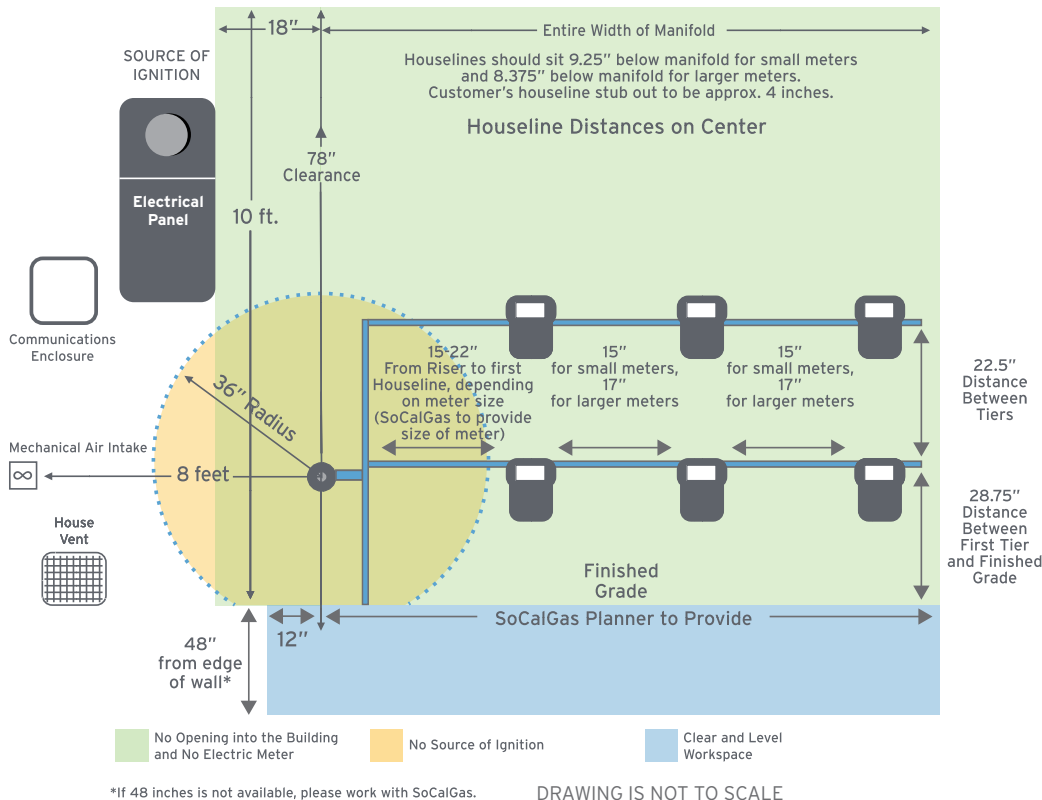 18”
Entire Width of Manifold
SOURCE OF
IGNITION
Houselines should sit 9.25” below manifold for small meters
and 8.375” below manifold for larger meters.
Customer’s houseline stub out to be approx. 4 inches.
Houseline Distances on Center
78”
Clearance
Electrical
Panel
10 ft.
Communications
Enclosure
15-22”
From Riser to first
Houseline, depending
on meter size
(SoCalGas to provide
size of meter)
15”
for small meters,
17”
for larger meters
15”
for small meters,
17”
for larger meters
22.5”
Distance
Between
Tiers
36” Radius
Mechanical Air Intake
8 feet
House
Vent
28.75”
Distance
Between
First Tier
and Finished
Grade
Finished
Grade
SoCalGas Planner to Provide
12”
48”
from edge
of wall*
No Opening into the Building
and No Electric Meter
No Source of Ignition
Clear and Level
Workspace
*If 48 inches is not available, please work with SoCalGas.
DRAWING IS NOT TO SCALE